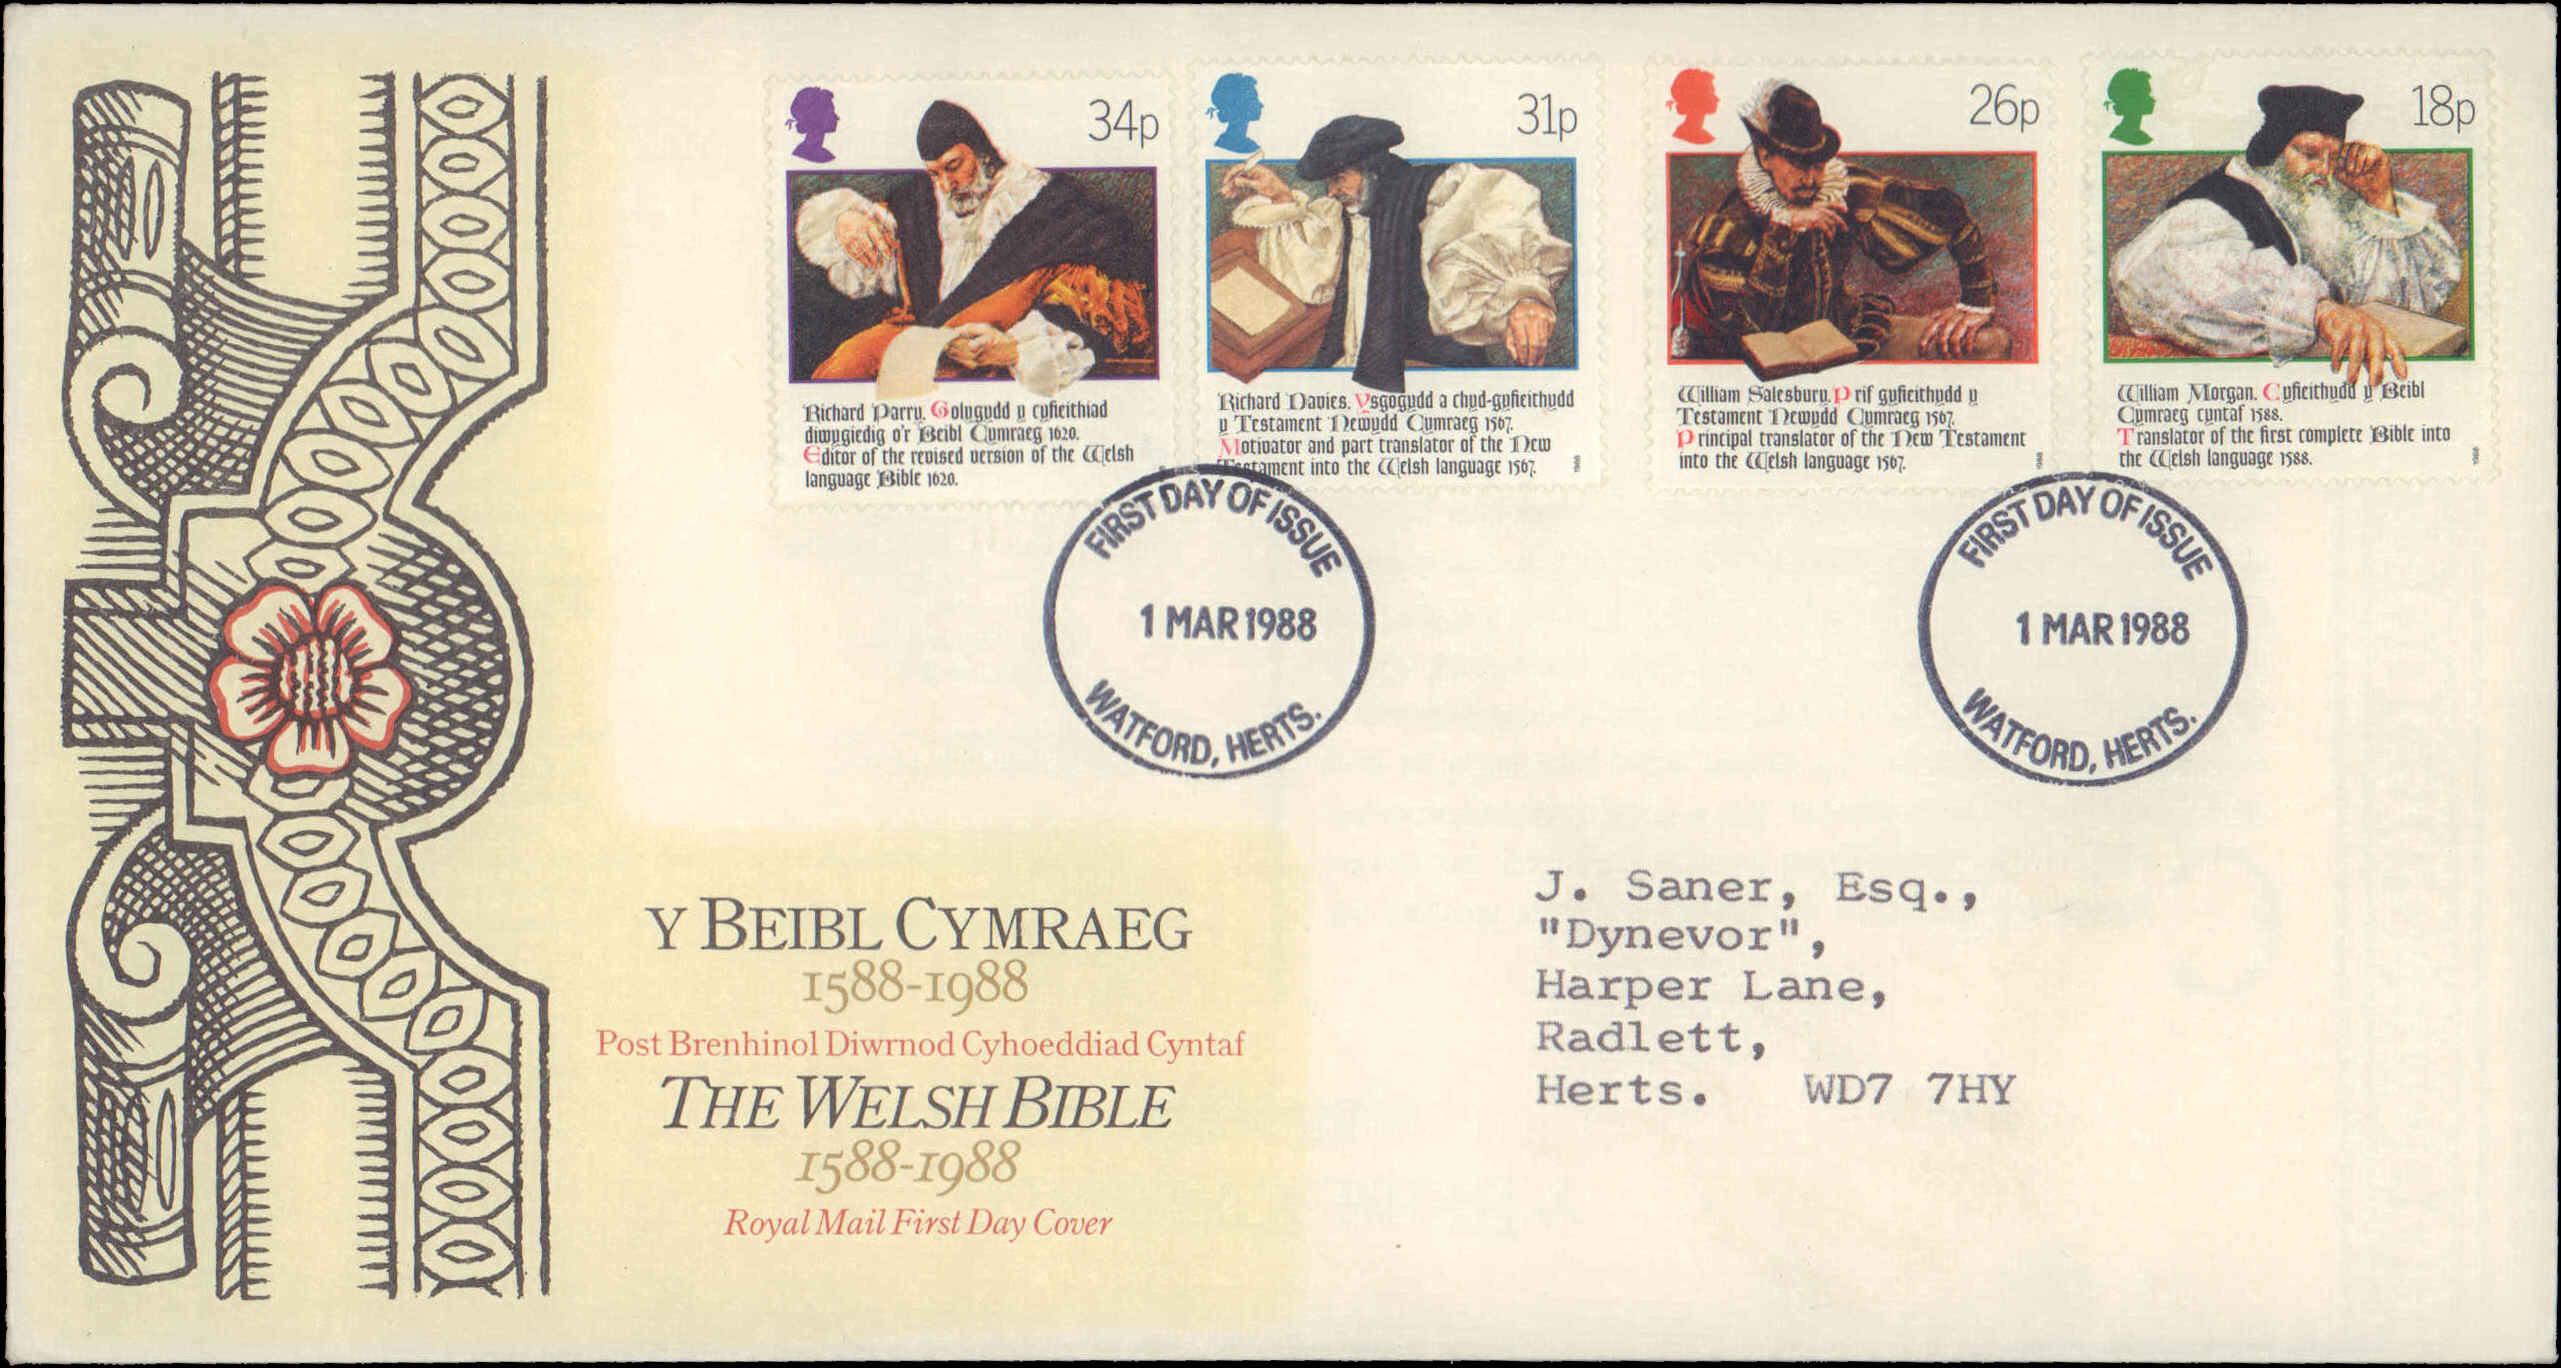 34p
Richard Parry. Golygydd y cyfieithiad
diwygiedig o'r Beibl Cymraeg 1620.
Editor of the revised version of the Welsh
language Bible 1620.
31p
Richard Davies. Ysgogydd a chyd-gyfieithydd
y Testament Newydd Cymraeg 1567.
Motivator and part translator of the New
Testament into the Welsh language 1567.
26p
William Salesbury. Prif gyfieithydd y
Testament Newydd Cymraeg 1567.
Principal translator of the New Testament
into the Welsh language 1567.
18p
William Morgan. Cyfieithydd y Beibl
Cymraeg cyntaf 1588.
Translator of the first complete Bible into
the Welsh language 1588.
FIRST DAY OF ISSUE
1 MAR 1988
WATFORD, HERTS.
FIRST DAY OF ISSUE
1 MAR 1988
WATFORD, HERTS.
Y BEIBL CYMRAEG
1588-1988
Post Brenhinol Diwrnod Cyhoeddiad Cyntaf
THE WELSH BIBLE
1588-1988
Royal Mail First Day Cover
J. Saner, Esq.,
"Dynevor",
Harper Lane,
Radlett,
Herts. WD7 7HY